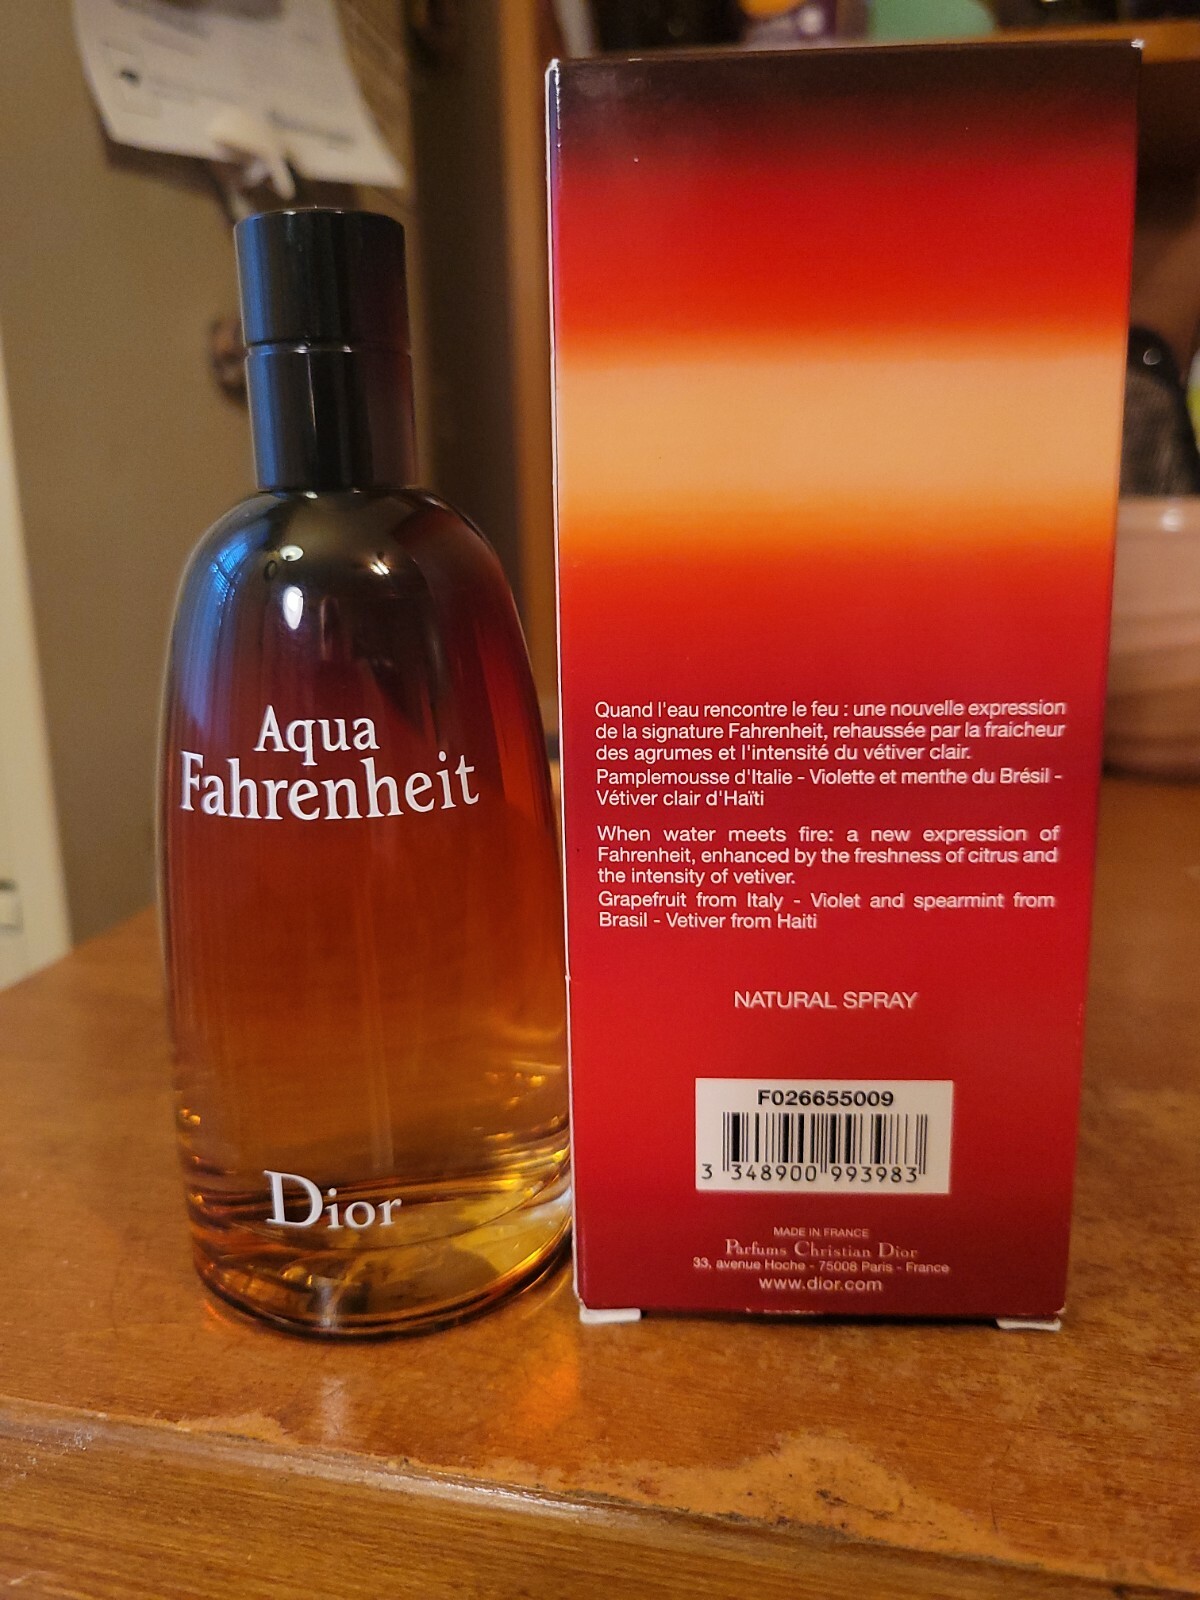 Aqua
Fahrenheit
Dior
Quand l'eau rencontre le feu : une nouvelle expression
de la signature Fahrenheit, rehaussée par la fraicheur
des agrumes et l'intensité du vétiver clair.
Pamplemousse d'Italie - Violette et menthe du Brésil -
Vétiver clair d'Haïti
When water meets fire: a new expression of
Fahrenheit, enhanced by the freshness of citrus and
the intensity of vetiver.
Grapefruit from Italy - Violet and spearmint from
Brasil - Vetiver from Haiti
NATURAL SPRAY
F026655009
3 348900 993983
MADE IN FRANCE
Parfums Christian Dior
33, avenue Hoche - 75008 Paris - France
www.dior.com